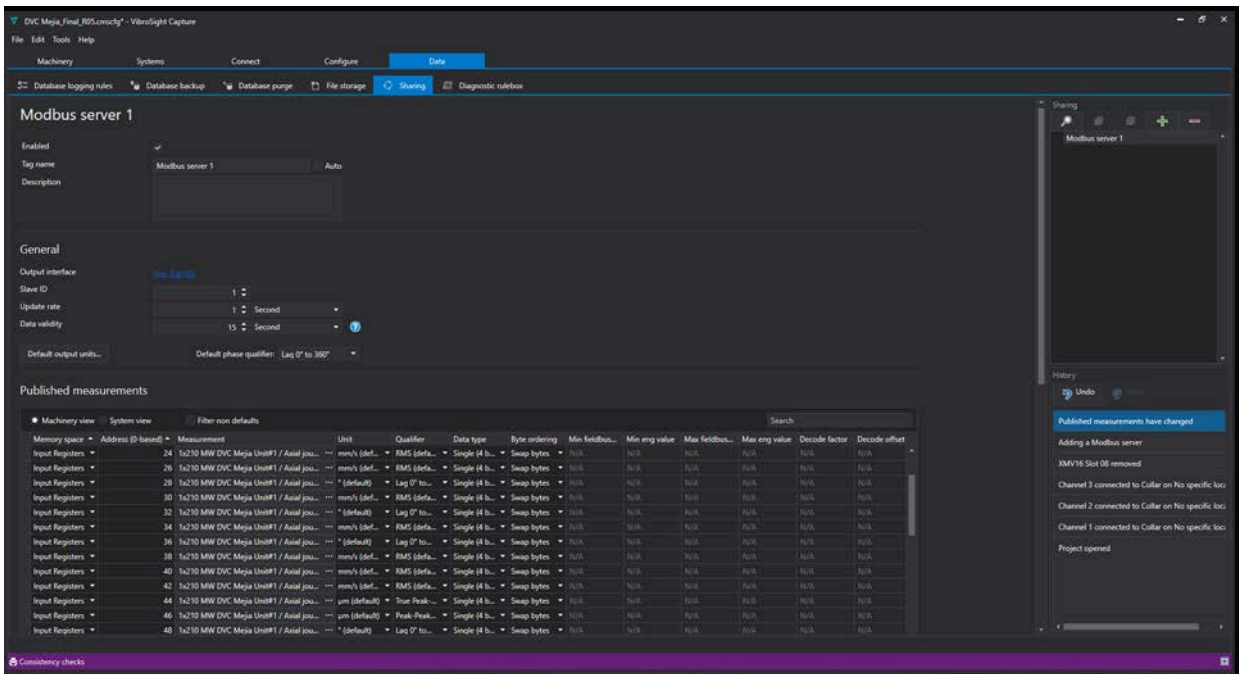 DVC Mejia_Final_R05.cmscfg* - VibroSight Capture
File Edit Tools Help
Machinery Systems Connect Configure Data
Database logging rules Database backup Database purge File storage Sharing Diagnostic rulebox
Modbus server 1
Enabled
Tag name Modbus server 1 Auto
Description
General
Output interface
Slave ID 1
Update rate 1 Second
Data validity 15 Second
Default output units... Default phase qualifier: Lag 0° to 360°
Published measurements
Machinery view System view Filter non defaults Search
Memory space Address (0-based) Measurement Unit Qualifier Data type Byte ordering Min fieldbus... Min eng value Max fieldbus... Max eng value Decode factor Decode offset
Input Registers 24 1x210 MW DVC Mejia Unit#1 / Axial jou... mm/s (def... RMS (defa... Single (4 b... Swap bytes N/A N/A N/A N/A N/A N/A
Input Registers 26 1x210 MW DVC Mejia Unit#1 / Axial jou... mm/s (def... RMS (defa... Single (4 b... Swap bytes N/A N/A N/A N/A N/A N/A
Input Registers 28 1x210 MW DVC Mejia Unit#1 / Axial jou... ° (default) Lag 0° to... Single (4 b... Swap bytes N/A N/A N/A N/A N/A N/A
Input Registers 30 1x210 MW DVC Mejia Unit#1 / Axial jou... mm/s (def... RMS (defa... Single (4 b... Swap bytes N/A N/A N/A N/A N/A N/A
Input Registers 32 1x210 MW DVC Mejia Unit#1 / Axial jou... ° (default) Lag 0° to... Single (4 b... Swap bytes N/A N/A N/A N/A N/A N/A
Input Registers 34 1x210 MW DVC Mejia Unit#1 / Axial jou... mm/s (def... RMS (defa... Single (4 b... Swap bytes N/A N/A N/A N/A N/A N/A
Input Registers 36 1x210 MW DVC Mejia Unit#1 / Axial jou... ° (default) Lag 0° to... Single (4 b... Swap bytes N/A N/A N/A N/A N/A N/A
Input Registers 38 1x210 MW DVC Mejia Unit#1 / Axial jou... mm/s (def... RMS (defa... Single (4 b... Swap bytes N/A N/A N/A N/A N/A N/A
Input Registers 40 1x210 MW DVC Mejia Unit#1 / Axial jou... mm/s (def... RMS (defa... Single (4 b... Swap bytes N/A N/A N/A N/A N/A N/A
Input Registers 42 1x210 MW DVC Mejia Unit#1 / Axial jou... mm/s (def... RMS (defa... Single (4 b... Swap bytes N/A N/A N/A N/A N/A N/A
Input Registers 44 1x210 MW DVC Mejia Unit#1 / Axial jou... µm (default) True Peak-... Single (4 b... Swap bytes N/A N/A N/A N/A N/A N/A
Input Registers 46 1x210 MW DVC Mejia Unit#1 / Axial jou... µm (default) Peak-Peak... Single (4 b... Swap bytes N/A N/A N/A N/A N/A N/A
Input Registers 48 1x210 MW DVC Mejia Unit#1 / Axial jou... ° (default) Lag 0° to... Single (4 b... Swap bytes N/A N/A N/A N/A N/A N/A
Sharing
Modbus server 1
History
Undo
Published measurements have changed
Adding a Modbus server
XMV16 Slot 08 removed
Channel 3 connected to Collar on No specific loca
Channel 2 connected to Collar on No specific loca
Channel 1 connected to Collar on No specific loca
Project opened
Consistency checks